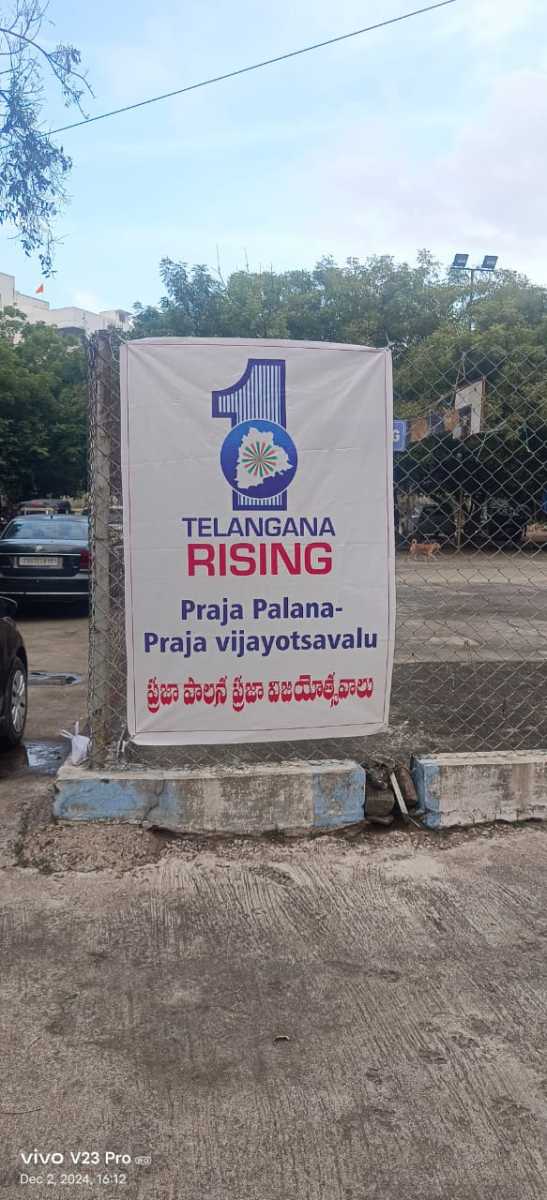 1
TELANGANA
RISING
Praja Palana-
Praja vijayotsavalu
ప్రజా పాలన ప్రజా విజయోత్సవాలు
G
vivo V23 Pro 5G
Dec 2, 2024, 16:12